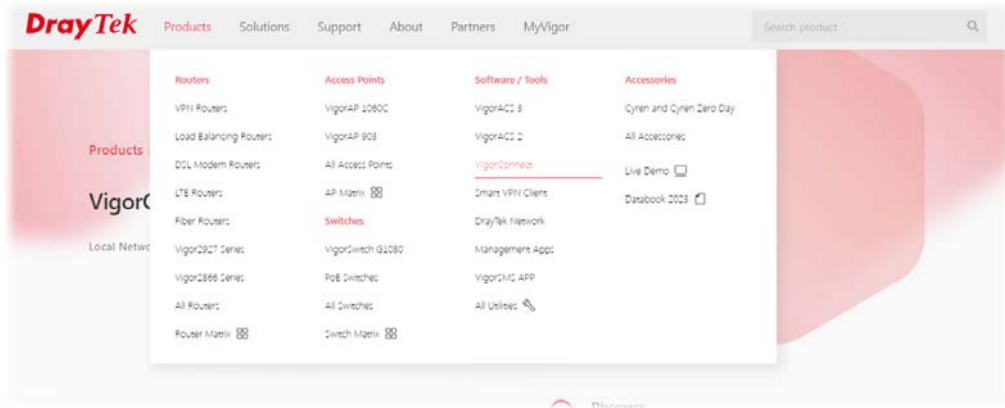 DrayTek
Products Solutions Support About Partners MyVigor
Search product
Routers
VPN Routers
Load Balancing Routers
DSL Modem Routers
LTE Routers
Fiber Routers
Vigor2927 Series
Vigor2866 Series
All Routers
Router Matrix
Access Points
VigorAP 1060C
VigorAP 903
All Access Points
AP Matrix
Switches
VigorSwitch G1080
PoE Switches
All Switches
Switch Matrix
Software / Tools
VigorACS 3
VigorACS 2
VigorConnect
Smart VPN Client
DrayTek Network
Management Apps
VigorSMS APP
All Utilities
Accessories
Cyren and Cyren Zero Day
All Accessories
Live Demo
Databook 2023
Products
VigorC
Local Netwo
Discovery